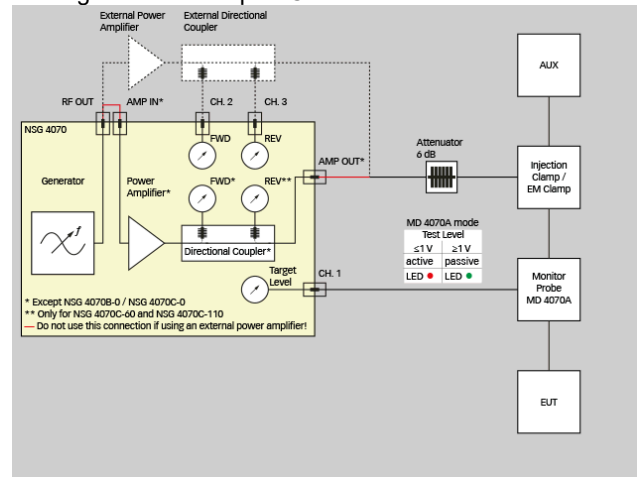 External Power
Amplifier
External Directional
Coupler
AUX
RF OUT
AMP IN*
CH. 2
CH. 3
NSG 4070
FWD
REV
AMP OUT*
Attenuator
6 dB
Generator
Power
Amplifier*
FWD*
REV**
Injection
Clamp /
EM Clamp
f
Directional Coupler*
MD 4070A mode
Test Level
≤1 V ≥1 V
active passive
LED LED
Target
Level
CH. 1
Monitor
Probe
MD 4070A
* Except NSG 4070B-0 / NSG 4070C-0
** Only for NSG 4070C-60 and NSG 4070C-110
— Do not use this connection if using an external power amplifier!
EUT